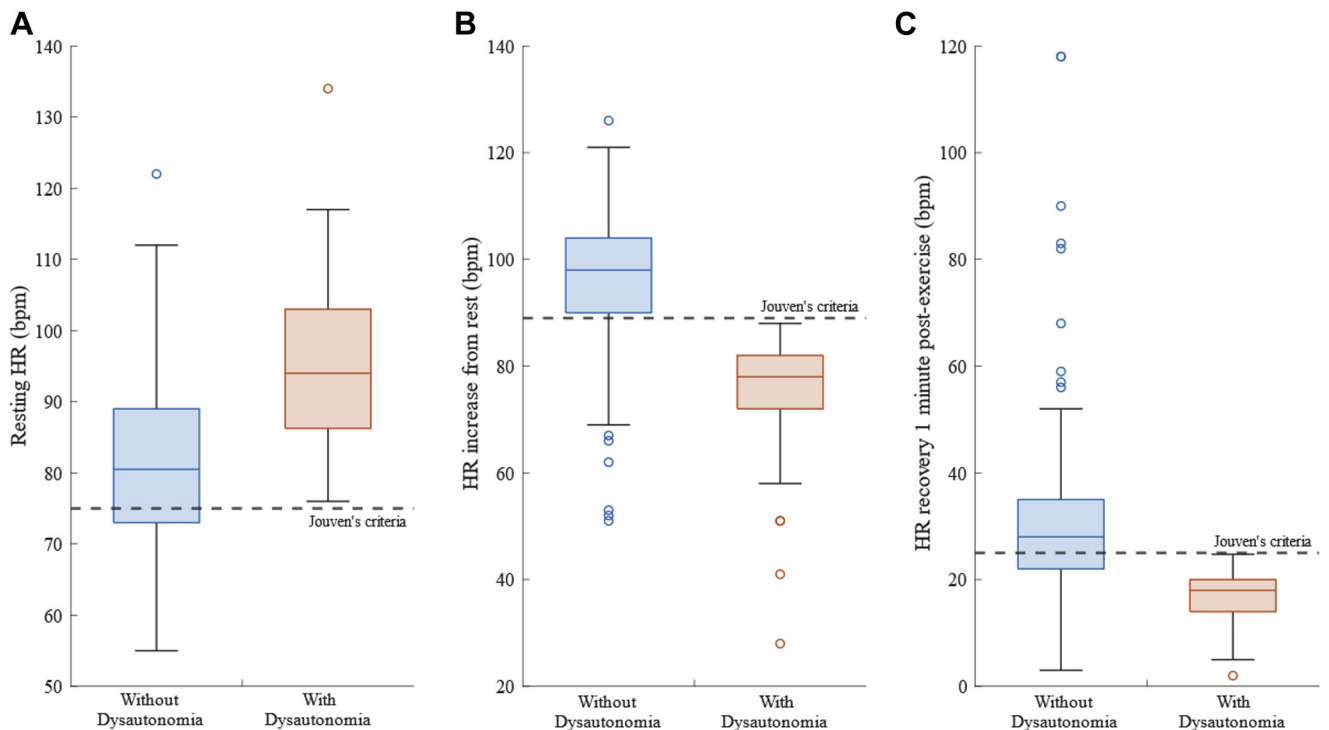 A
140
130
120
110
100
90
80
70
60
50
Resting HR (bpm)
Jouven's criteria
Without
Dysautonomia
With
Dysautonomia
B
140
120
100
80
60
40
20
HR increase from rest (bpm)
Jouven's criteria
Without
Dysautonomia
With
Dysautonomia
C
120
100
80
60
40
20
0
HR recovery 1 minute post-exercise (bpm)
Jouven's criteria
Without
Dysautonomia
With
Dysautonomia